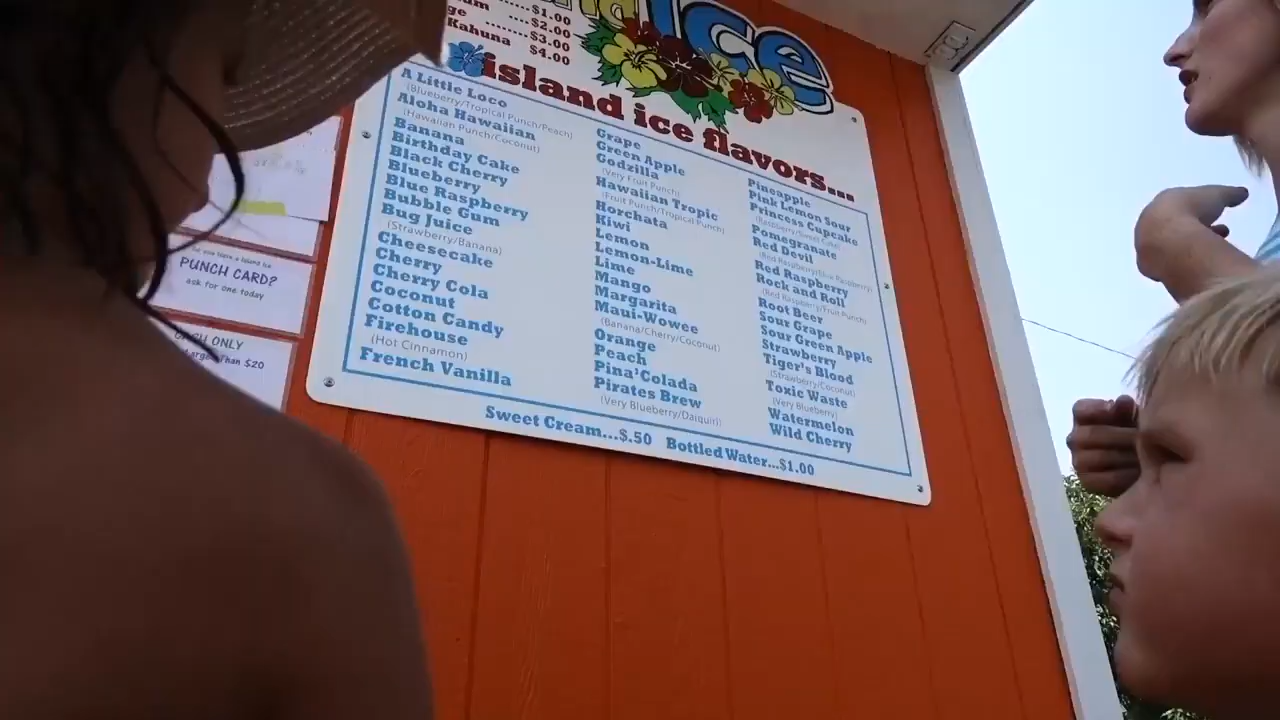 $1.00
$2.00
$3.00
Kahuna $4.00
Ice
island ice flavors...
A Little Loco
(Blueberry/Tropical Punch/Peach)
Aloha Hawaiian
(Hawaiian Punch/Coconut)
Banana
Birthday Cake
Black Cherry
Blueberry
Blue Raspberry
Bubble Gum
Bug Juice
(Strawberry/Banana)
Cheesecake
Cherry
Cherry Cola
Coconut
Cotton Candy
Firehouse
(Hot Cinnamon)
French Vanilla
Grape
Green Apple
Godzilla
(Very Fruit Punch)
Hawaiian Tropic
(Fruit Punch/Tropical Punch)
Horchata
Kiwi
Lemon
Lemon-Lime
Lime
Mango
Margarita
Maui-Wowee
(Banana/Cherry/Coconut)
Orange
Peach
Pina'Colada
Pirates Brew
(Very Blueberry/Daiquiri)
Pineapple
Pink Lemon Sour
Princess Cupcake
Pomegranate
Red Devil
Red Raspberry
Rock and Roll
(Red Raspberry/Fruit Punch)
Root Beer
Sour Grape
Sour Green Apple
Strawberry
Tiger's Blood
(Strawberry/Coconut)
Toxic Waste
(Very Blueberry)
Watermelon
Wild Cherry
Sweet Cream...$.50 Bottled Water...$1.00
PUNCH CARD?
ask for one today
ONLY
Than $20